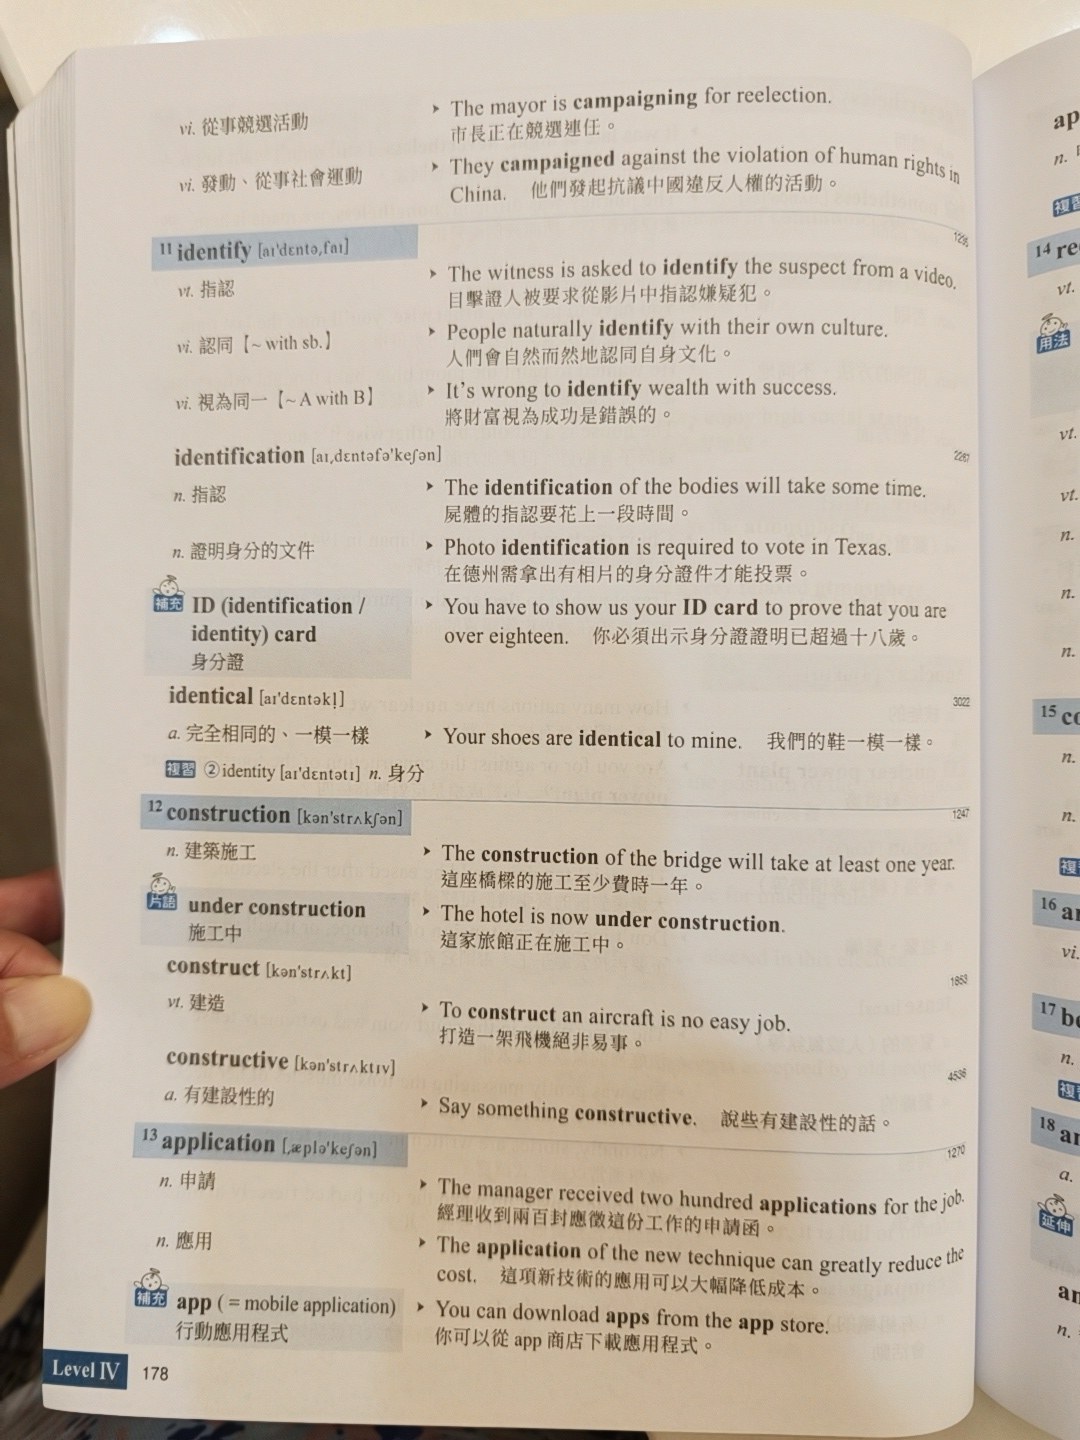 vi. 從事競選活動
▸ The mayor is campaigning for reelection.
市長正在競選連任。
vi. 發動、從事社會運動
▸ They campaigned against the violation of human rights in
China. 他們發起抗議中國違反人權的活動。
11 identify [aɪˈdɛntəˌfaɪ]
1295
vt. 指認
▸ The witness is asked to identify the suspect from a video.
目擊證人被要求從影片中指認嫌疑犯。
vi. 認同【~ with sb.】
▸ People naturally identify with their own culture.
人們會自然而然地認同自身文化。
vi. 視為同一【~ A with B】
▸ It's wrong to identify wealth with success.
將財富視為成功是錯誤的。
identification [aɪˌdɛntəfəˈkeʃən]
2267
n. 指認
▸ The identification of the bodies will take some time.
屍體的指認要花上一段時間。
n. 證明身分的文件
▸ Photo identification is required to vote in Texas.
在德州需拿出有相片的身分證件才能投票。
補充 ID (identification /
identity) card
身分證
▸ You have to show us your ID card to prove that you are
over eighteen. 你必須出示身分證證明已超過十八歲。
identical [aɪˈdɛntək!]
3022
a. 完全相同的、一模一樣
▸ Your shoes are identical to mine. 我們的鞋一模一樣。
複習 ②identity [aɪˈdɛntətɪ] n. 身分
12 construction [kənˈstrʌkʃən]
1247
n. 建築施工
▸ The construction of the bridge will take at least one year.
這座橋樑的施工至少費時一年。
片語 under construction
施工中
▸ The hotel is now under construction.
這家旅館正在施工中。
construct [kənˈstrʌkt]
1853
vt. 建造
▸ To construct an aircraft is no easy job.
打造一架飛機絕非易事。
constructive [kənˈstrʌktɪv]
4536
a. 有建設性的
▸ Say something constructive. 說些有建設性的話。
13 application [ˌæpləˈkeʃən]
1270
n. 申請
▸ The manager received two hundred applications for the job.
經理收到兩百封應徵這份工作的申請函。
n. 應用
▸ The application of the new technique can greatly reduce the
cost. 這項新技術的應用可以大幅降低成本。
補充 app ( = mobile application)
行動應用程式
▸ You can download apps from the app store.
你可以從 app 商店下載應用程式。
Level IV 178
ap
n.
複習
14 re
vt.
用法
vt.
vt.
n.
n.
n.
15 co
n.
n.
16 a
vi.
17 be
n.
18 a
a.
延伸
an
n.